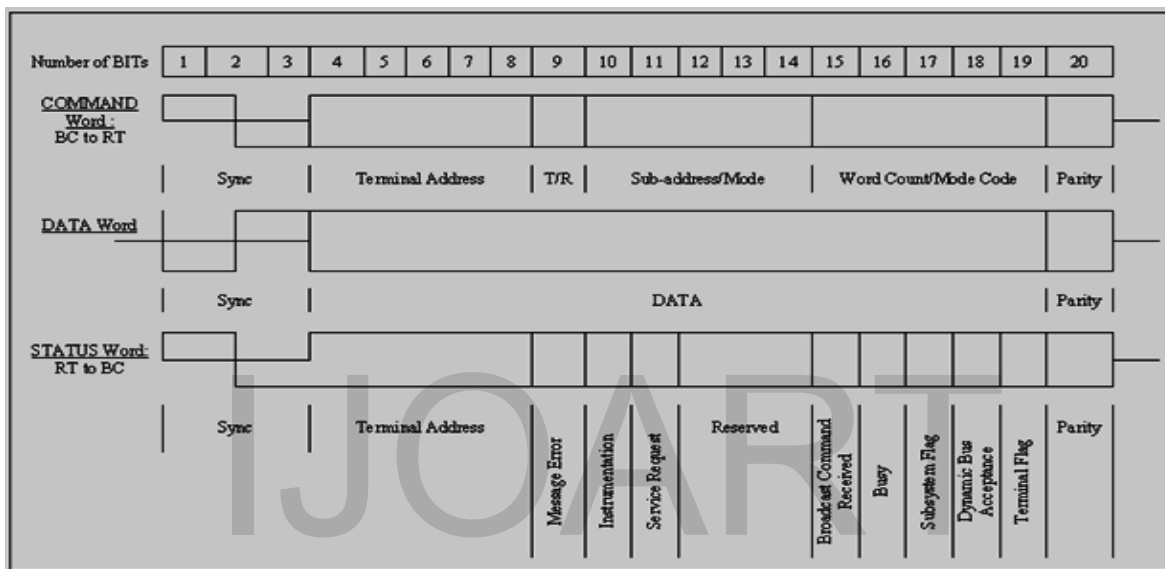 Number of BITs 1 2 3 4 5 6 7 8 9 10 11 12 13 14 15 16 17 18 19 20
COMMAND
Word :
BC to RT
Sync Terminal Address T/R Sub-address/Mode Word Count/Mode Code Parity
DATA Word
Sync DATA Parity
STATUS Word:
RT to BC
Sync Terminal Address Reserved Parity
Message Error
Instrumentation
Service Request
Broadcast Command
Received
Busy
Subsystem Flag
Dynamic Bus
Acceptance
Terminal Flag
IJOART